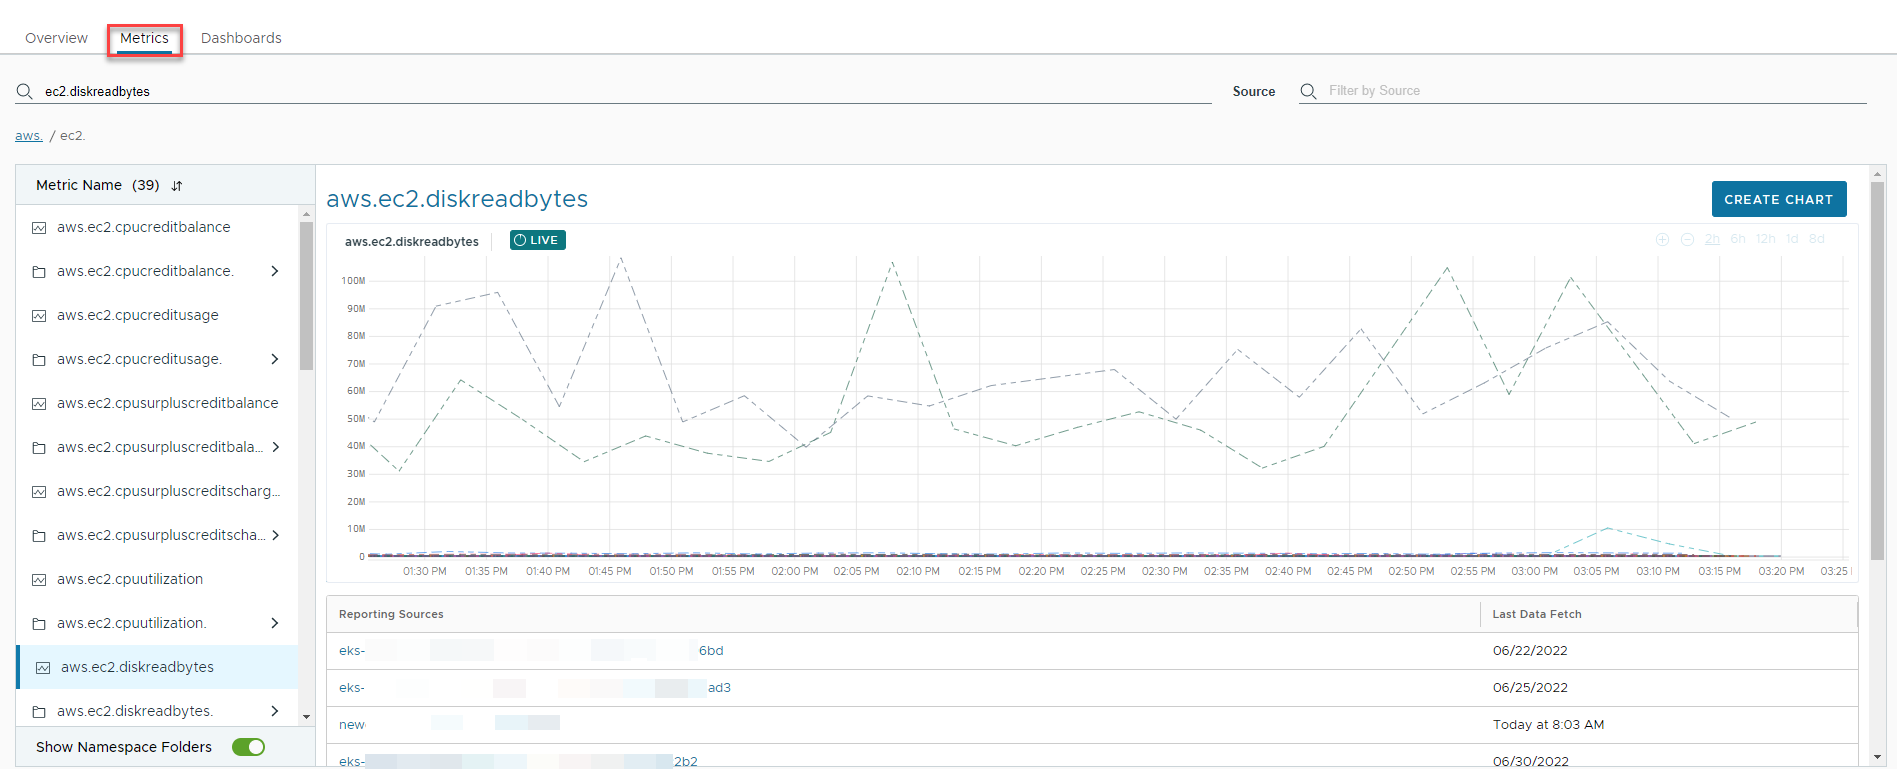 Overview Metrics Dashboards
ec2.diskreadbytes Source Filter by Source
aws. / ec2.
Metric Name (39)
aws.ec2.cpucreditbalance
aws.ec2.cpucreditbalance.
aws.ec2.cpucreditusage
aws.ec2.cpucreditusage.
aws.ec2.cpusurpluscreditbalance
aws.ec2.cpusurpluscreditbala...
aws.ec2.cpusurpluscreditscharg...
aws.ec2.cpusurpluscreditscha...
aws.ec2.cpuutilization
aws.ec2.cpuutilization.
aws.ec2.diskreadbytes
aws.ec2.diskreadbytes.
Show Namespace Folders
aws.ec2.diskreadbytes CREATE CHART
aws.ec2.diskreadbytes LIVE 2h 6h 12h 1d 8d
100M
90M
80M
70M
60M
50M
40M
30M
20M
10M
0
01:30 PM 01:35 PM 01:40 PM 01:45 PM 01:50 PM 01:55 PM 02:00 PM 02:05 PM 02:10 PM 02:15 PM 02:20 PM 02:25 PM 02:30 PM 02:35 PM 02:40 PM 02:45 PM 02:50 PM 02:55 PM 03:00 PM 03:05 PM 03:10 PM 03:15 PM 03:20 PM 03:25
Reporting Sources Last Data Fetch
eks- 6bd 06/22/2022
eks- ad3 06/25/2022
new Today at 8:03 AM
eks- 2b2 06/30/2022